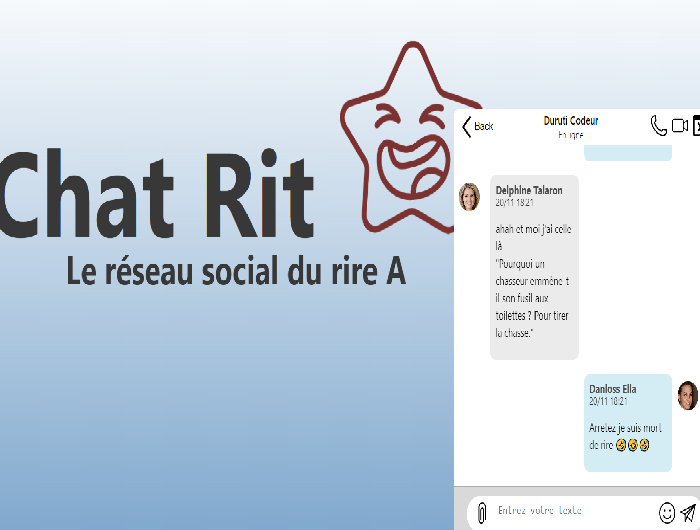 Chat Rit
Le réseau social du rire A
Back
Duruti Codeur
En ligne
Delphine Talaron
20/11 18:21
ahah et moi j'ai celle
là
"Pourquoi un
chasseur emmène-t
il son fusil aux
toilettes ? Pour tirer
la chasse."
Danloss Ella
20/11 18:21
Arretez je suis mort
de rire 🤣🤣🤣
Entrez votre texte